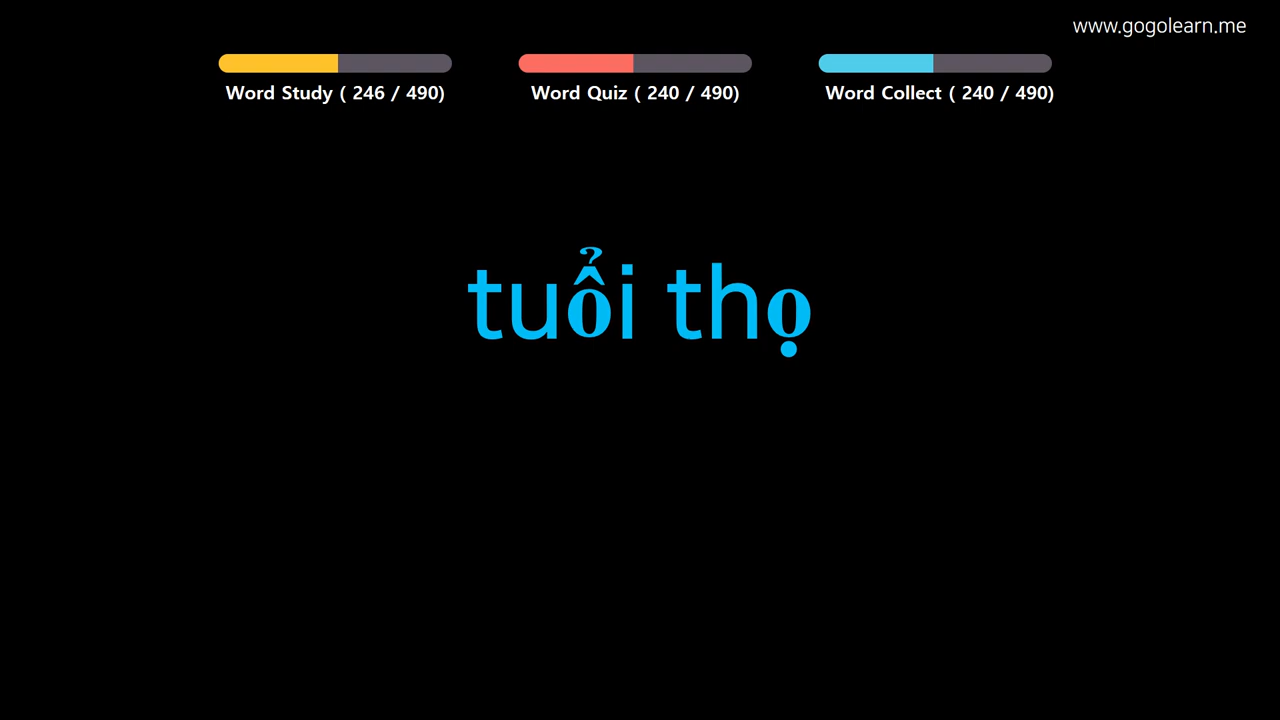 www.gogolearn.me
Word Study ( 246 / 490)
Word Quiz ( 240 / 490)
Word Collect ( 240 / 490)
tuổi thọ